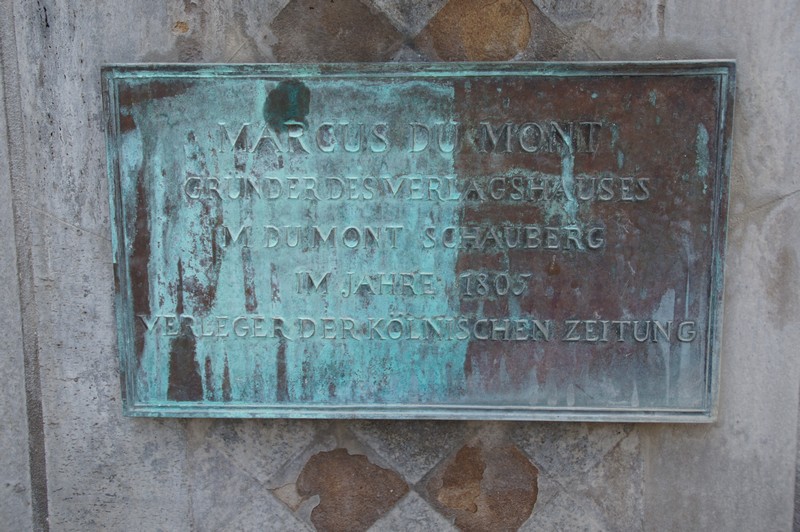 MARCUS DU MONT
GRÜNDER DES VERLAGSHAUSES
M DU MONT SCHAUBERG
IM JAHRE 1805
VERLEGER DER KÖLNISCHEN ZEITUNG